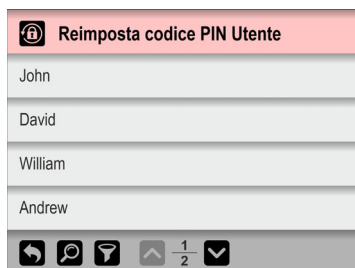 Reimposta codice PIN Utente
John
David
William
Andrew
1
2